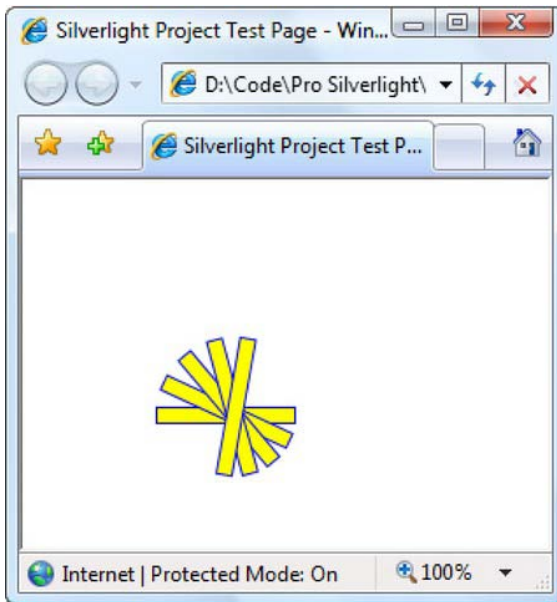 Silverlight Project Test Page - Win...
D:\Code\Pro Silverlight\
Silverlight Project Test P...
Internet | Protected Mode: On
100%